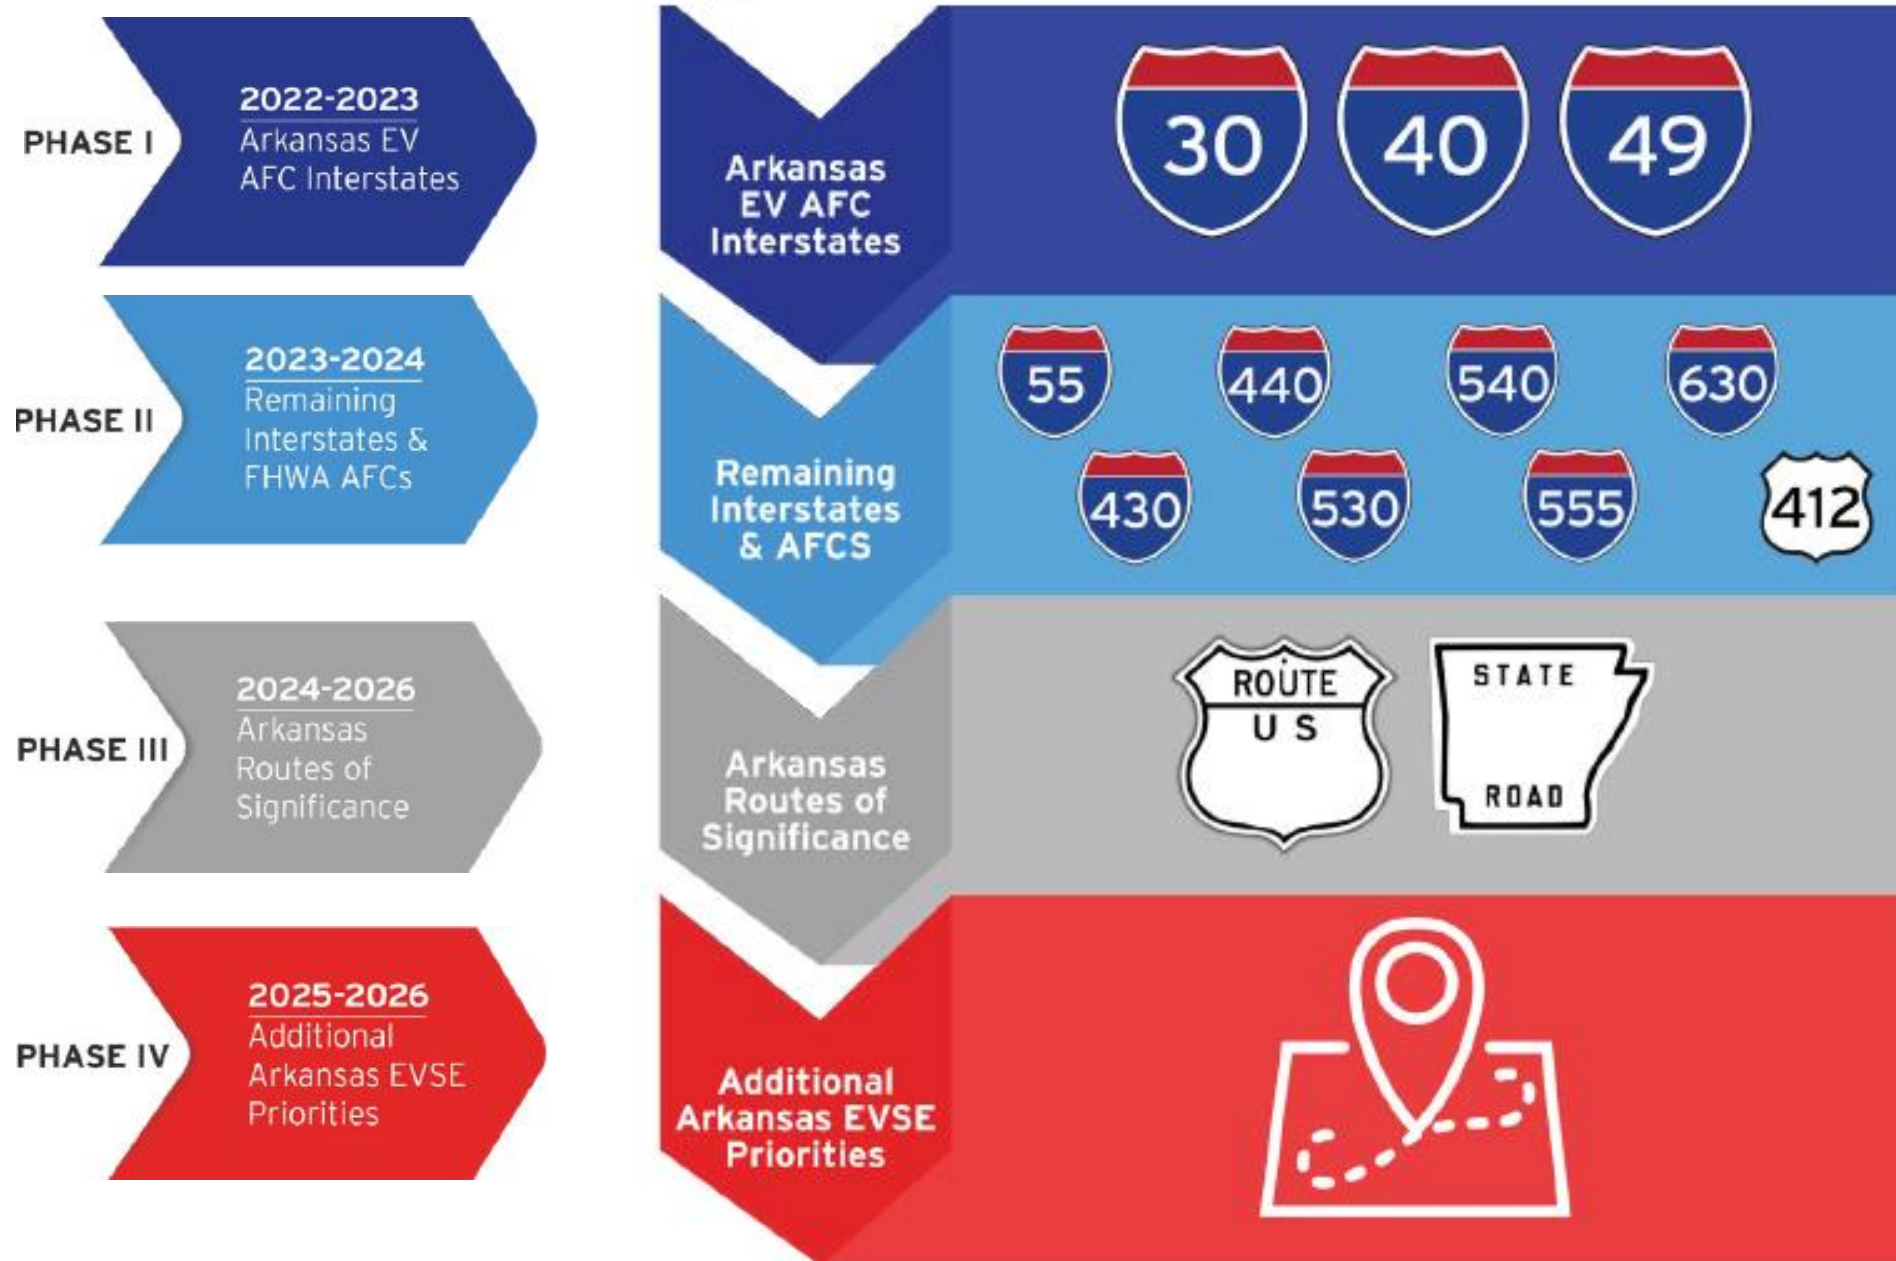 PHASE I
2022-2023
Arkansas EV
AFC Interstates
Arkansas
EV AFC
Interstates
30
40
49
PHASE II
2023-2024
Remaining
Interstates &
FHWA AFCs
Remaining
Interstates
& AFCS
55
440
540
630
430
530
555
412
PHASE III
2024-2026
Arkansas
Routes of
Significance
Arkansas
Routes of
Significance
ROUTE
U S
STATE
ROAD
PHASE IV
2025-2026
Additional
Arkansas EVSE
Priorities
Additional
Arkansas EVSE
Priorities